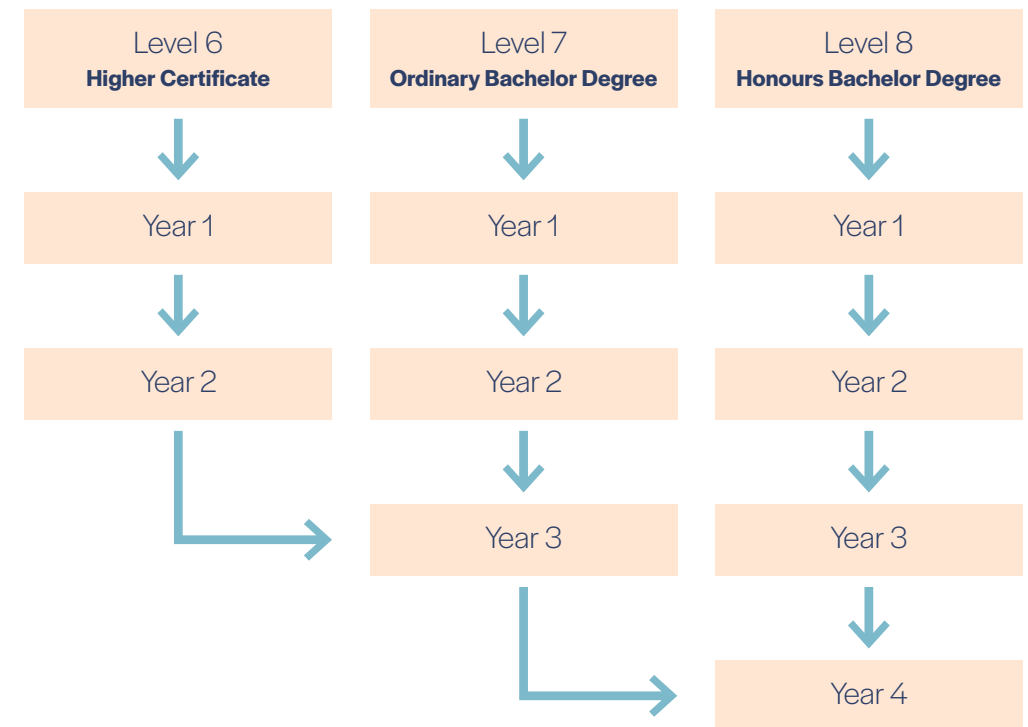 Level 6
Higher Certificate
Level 7
Ordinary Bachelor Degree
Level 8
Honours Bachelor Degree
Year 1
Year 1
Year 1
Year 2
Year 2
Year 2
Year 3
Year 3
Year 4